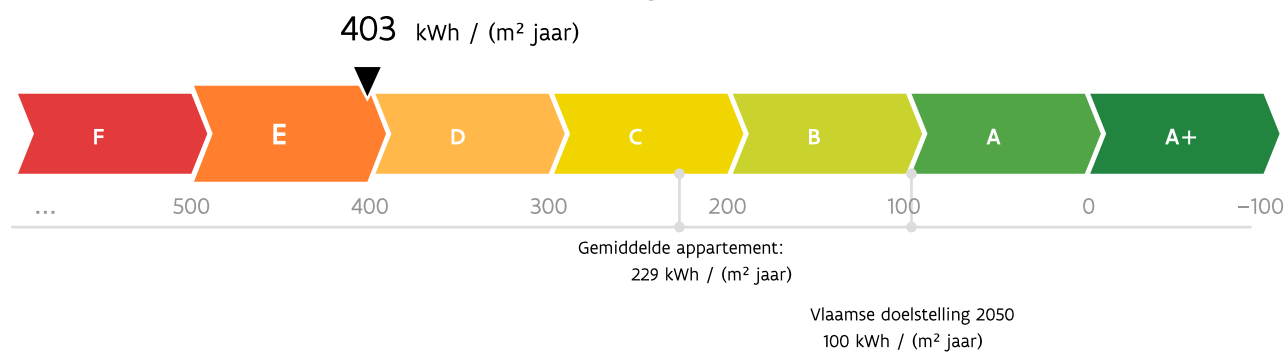 403 kWh / (m² jaar)
F E D C B A A+
... 500 400 300 200 100 0 −100
Gemiddelde appartement:
229 kWh / (m² jaar)
Vlaamse doelstelling 2050
100 kWh / (m² jaar)